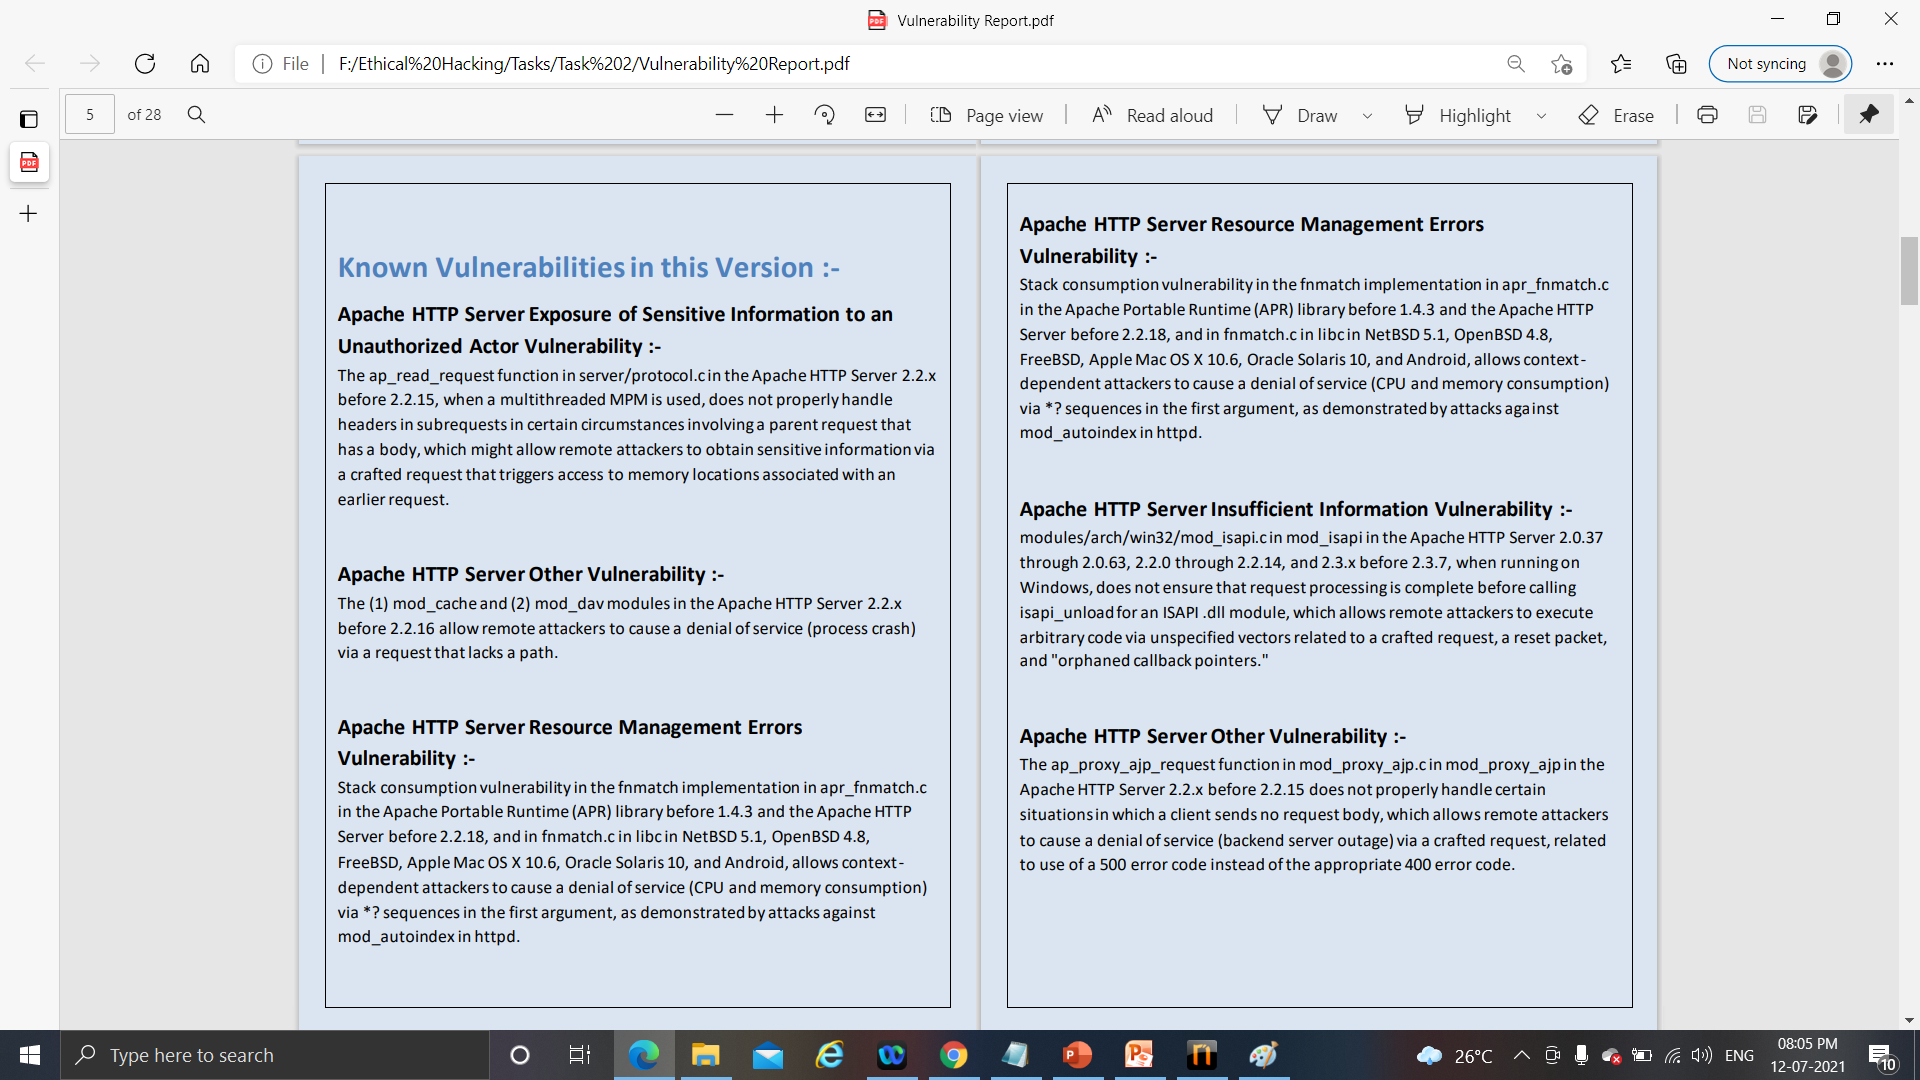 Vulnerability Report.pdf
File
F:/Ethical%20Hacking/Tasks/Task%202/Vulnerability%20Report.pdf
Not syncing
5
of 28
Page view
Read aloud
Draw
Highlight
Erase
Known Vulnerabilities in this Version :-
Apache HTTP Server Exposure of Sensitive Information to an
Unauthorized Actor Vulnerability :-
The ap_read_request function in server/protocol.c in the Apache HTTP Server 2.2.x
before 2.2.15, when a multithreaded MPM is used, does not properly handle
headers in subrequests in certain circumstances involving a parent request that
has a body, which might allow remote attackers to obtain sensitive information via
a crafted request that triggers access to memory locations associated with an
earlier request.
Apache HTTP Server Other Vulnerability :-
The (1) mod_cache and (2) mod_dav modules in the Apache HTTP Server 2.2.x
before 2.2.16 allow remote attackers to cause a denial of service (process crash)
via a request that lacks a path.
Apache HTTP Server Resource Management Errors
Vulnerability :-
Stack consumption vulnerability in the fnmatch implementation in apr_fnmatch.c
in the Apache Portable Runtime (APR) library before 1.4.3 and the Apache HTTP
Server before 2.2.18, and in fnmatch.c in libc in NetBSD 5.1, OpenBSD 4.8,
FreeBSD, Apple Mac OS X 10.6, Oracle Solaris 10, and Android, allows context-
dependent attackers to cause a denial of service (CPU and memory consumption)
via *? sequences in the first argument, as demonstrated by attacks against
mod_autoindex in httpd.
Apache HTTP Server Resource Management Errors
Vulnerability :-
Stack consumption vulnerability in the fnmatch implementation in apr_fnmatch.c
in the Apache Portable Runtime (APR) library before 1.4.3 and the Apache HTTP
Server before 2.2.18, and in fnmatch.c in libc in NetBSD 5.1, OpenBSD 4.8,
FreeBSD, Apple Mac OS X 10.6, Oracle Solaris 10, and Android, allows context-
dependent attackers to cause a denial of service (CPU and memory consumption)
via *? sequences in the first argument, as demonstrated by attacks against
mod_autoindex in httpd.
Apache HTTP Server Insufficient Information Vulnerability :-
modules/arch/win32/mod_isapi.c in mod_isapi in the Apache HTTP Server 2.0.37
through 2.0.63, 2.2.0 through 2.2.14, and 2.3.x before 2.3.7, when running on
Windows, does not ensure that request processing is complete before calling
isapi_unload for an ISAPI .dll module, which allows remote attackers to execute
arbitrary code via unspecified vectors related to a crafted request, a reset packet,
and "orphaned callback pointers."
Apache HTTP Server Other Vulnerability :-
The ap_proxy_ajp_request function in mod_proxy_ajp.c in mod_proxy_ajp in the
Apache HTTP Server 2.2.x before 2.2.15 does not properly handle certain
situations in which a client sends no request body, which allows remote attackers
to cause a denial of service (backend server outage) via a crafted request, related
to use of a 500 error code instead of the appropriate 400 error code.
Type here to search
26°C
ENG
08:05 PM
12-07-2021
10